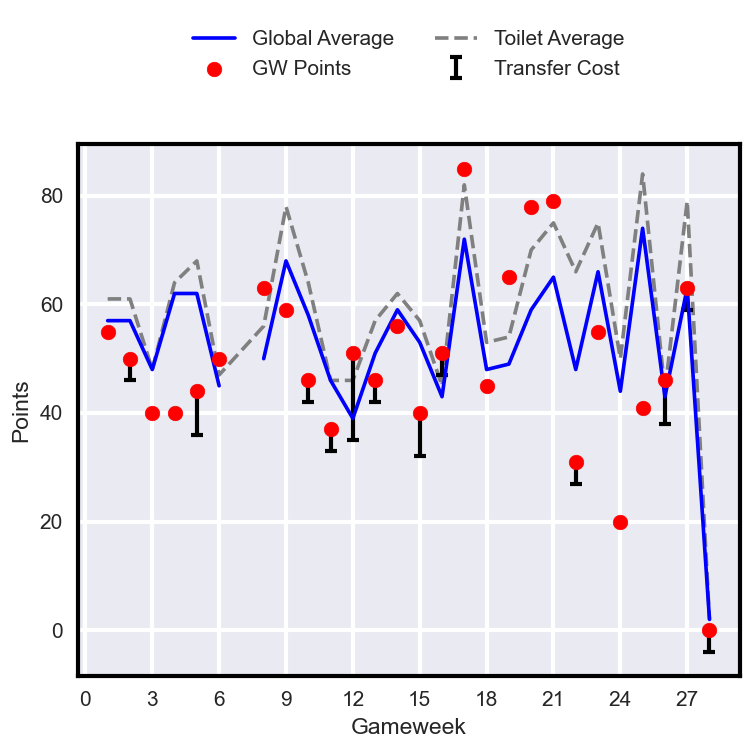 Global Average
Toilet Average
GW Points
Transfer Cost
80
60
40
20
0
Points
0 3 6 9 12 15 18 21 24 27
Gameweek